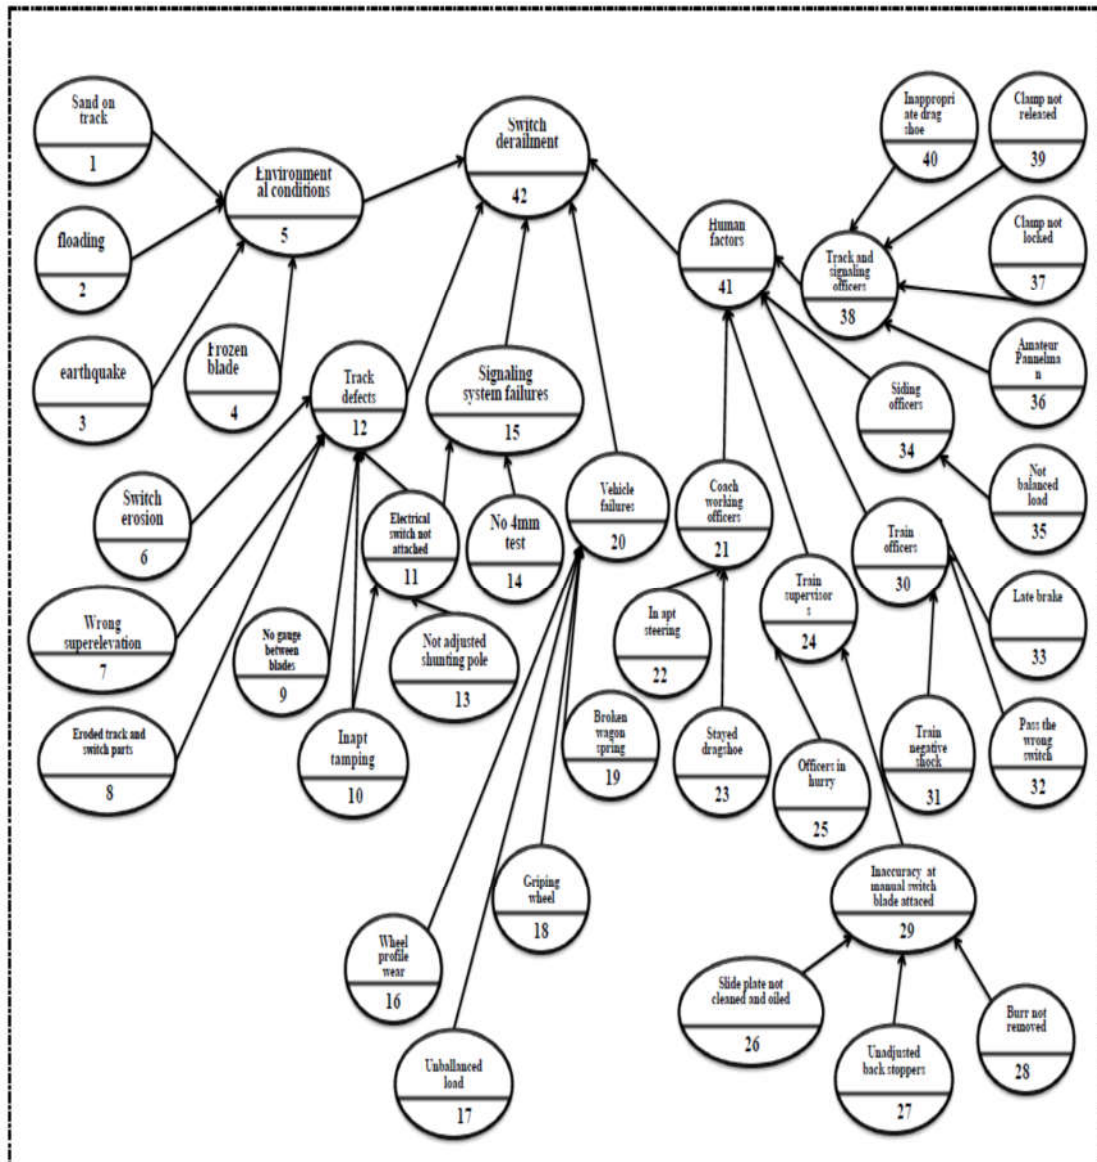 Sand on
track
1
floading
2
earthquake
3
Frozen
blade
4
Environment
al conditions
5
Switch
derailment
42
Inappropri
ate drag
shoe
40
Clamp not
released
39
Clamp not
locked
37
Human
factors
41
Track and
signaling
officers
38
Amateur
Pannelma
n
36
Siding
officers
34
Not
balanced
load
35
Track
defects
12
Signaling
system failures
15
Switch
erosion
6
Wrong
superelevation
7
Eroded track and
switch parts
8
No gauge
between
blades
9
Inapt
tamping
10
Electrical
switch not
attached
11
No 4mm
test
14
Not adjusted
shunting pole
13
Vehicle
failures
20
Coach
working
officers
21
In apt
steering
22
Stayed
dragshoe
23
Broken
wagon
spring
19
Train
supervisor
s
24
Officers in
hurry
25
Train
officers
30
Late brake
33
Pass the
wrong
switch
32
Train
negative
shock
31
Griping
wheel
18
Wheel
profile
wear
16
Unballanced
load
17
Inaccuracy at
manual switch
blade attaced
29
Slide plate not
cleaned and oiled
26
Unadjusted
back stoppers
27
Burr not
removed
28